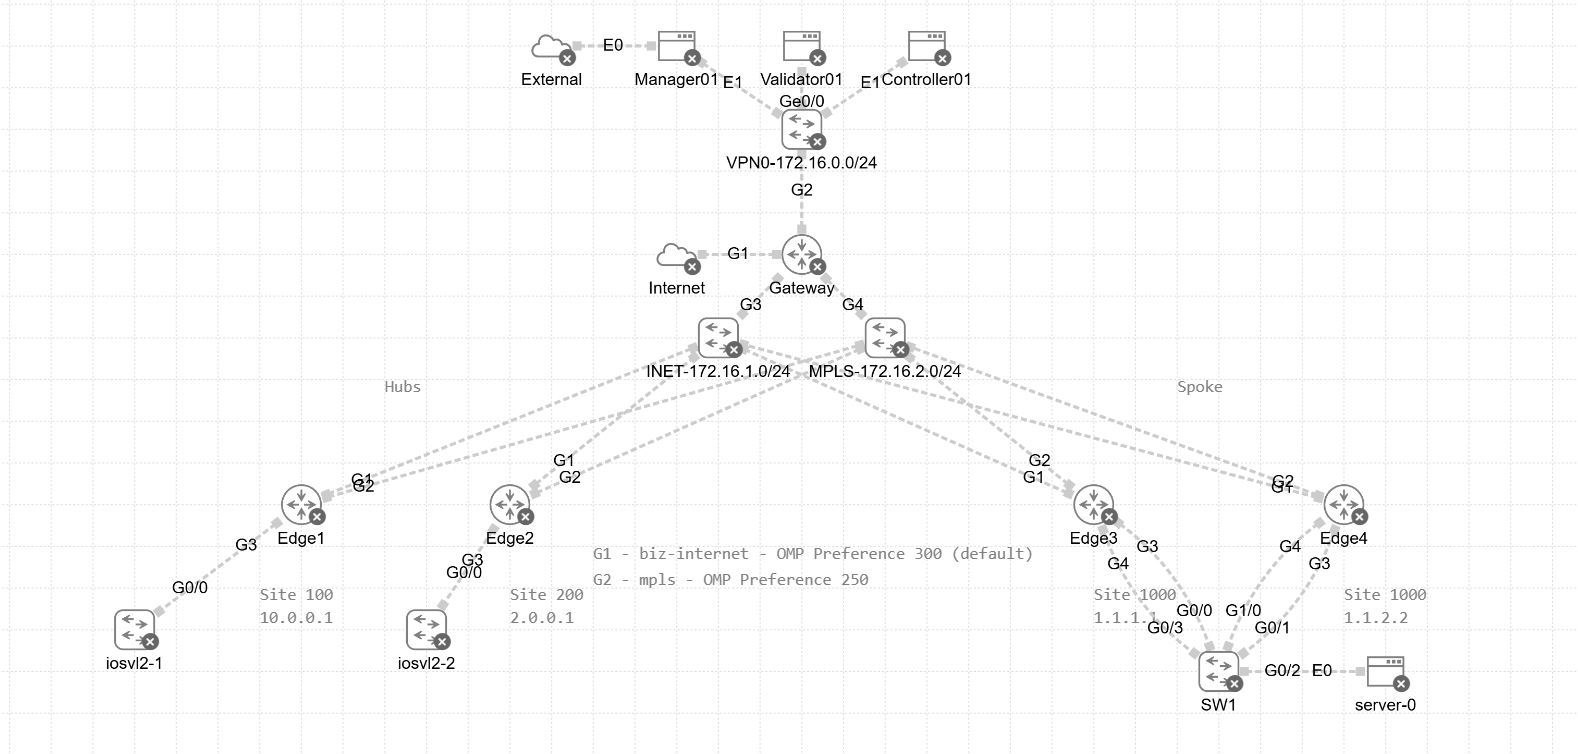 E0
External
Manager01
E1
Validator01
E1
Controller01
Ge0/0
VPN0-172.16.0.0/24
G2
G1
Internet
Gateway
G3
G4
INET-172.16.1.0/24
MPLS-172.16.2.0/24
Hubs
Spoke
G1
G2
G1
G2
G2
G1
G2
G1
Edge1
Edge2
Edge3
Edge4
G3
G3
G0/0
G1 - biz-internet - OMP Preference 300 (default)
G2 - mpls - OMP Preference 250
G4
G3
G4
G3
G0/0
Site 100
10.0.0.1
Site 200
2.0.0.1
Site 1000
1.1.1.1
Site 1000
1.1.2.2
G0/0
G1/0
G0/3
G0/1
iosvl2-1
iosvl2-2
G0/2
E0
SW1
server-0